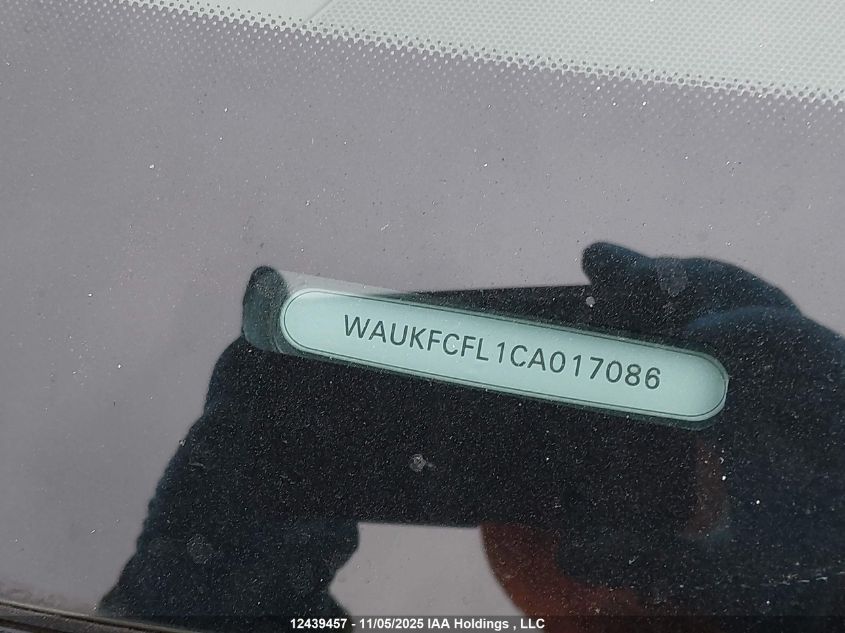 WAUKFCFL1CA017086
12439457 - 11/05/2025 IAA Holdings , LLC